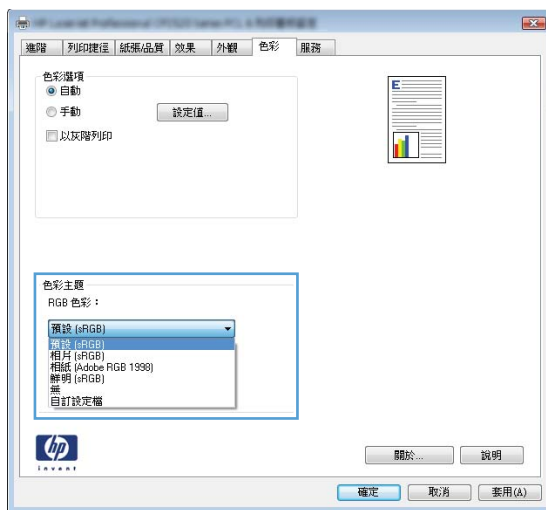 進階 列印捷徑 紙張/品質 效果 外觀 色彩 服務
色彩選項
自動
手動 設定值...
以灰階列印
E
色彩主題
RGB 色彩：
預設 (sRGB)
預設 (sRGB)
相片 (sRGB)
相紙 (Adobe RGB 1998)
鮮明 (sRGB)
無
自訂設定檔
hp
invent
關於... 說明
確定 取消 套用(A)